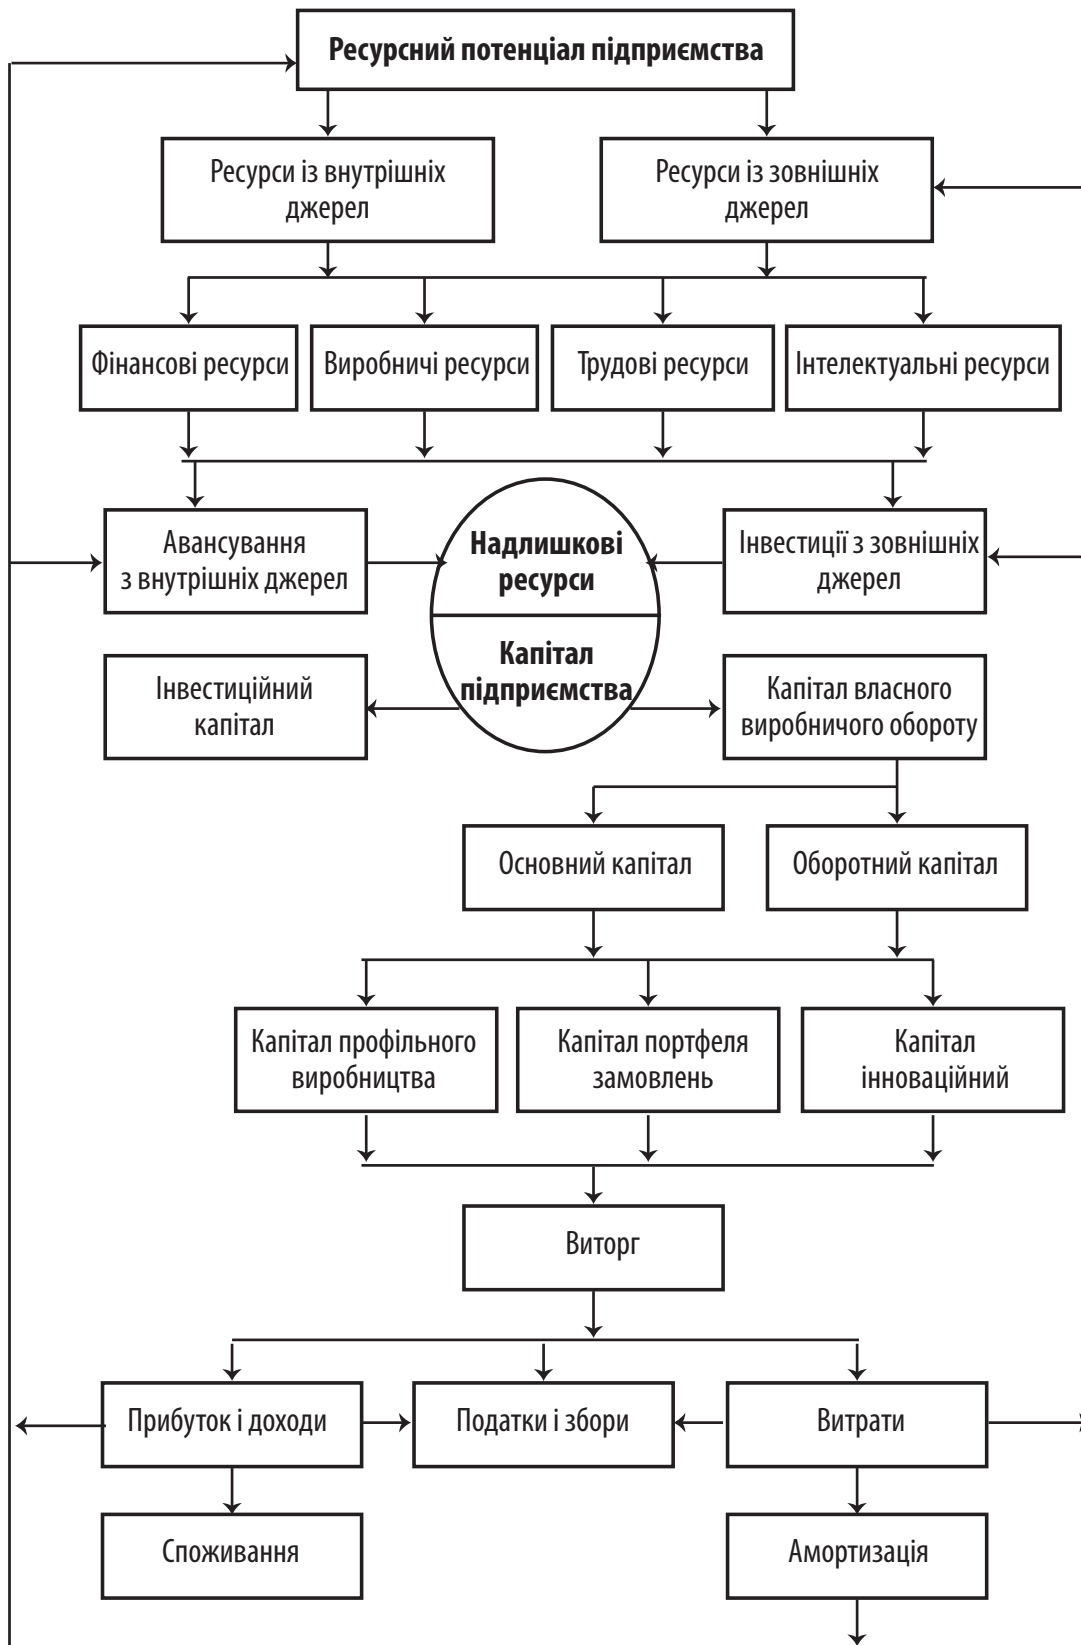 Ресурсний потенціал підприємства
Ресурси із внутрішніх
джерел
Ресурси із зовнішніх
джерел
Фінансові ресурси
Виробничі ресурси
Трудові ресурси
Інтелектуальні ресурси
Авансування
з внутрішніх джерел
Надлишкові
ресурси
Інвестиції з зовнішніх
джерел
Інвестиційний
капітал
Капітал
підприємства
Капітал власного
виробничого обороту
Основний капітал
Оборотний капітал
Капітал профільного
виробництва
Капітал портфеля
замовлень
Капітал
інноваційний
Виторг
Прибуток і доходи
Податки і збори
Витрати
Споживання
Амортизація